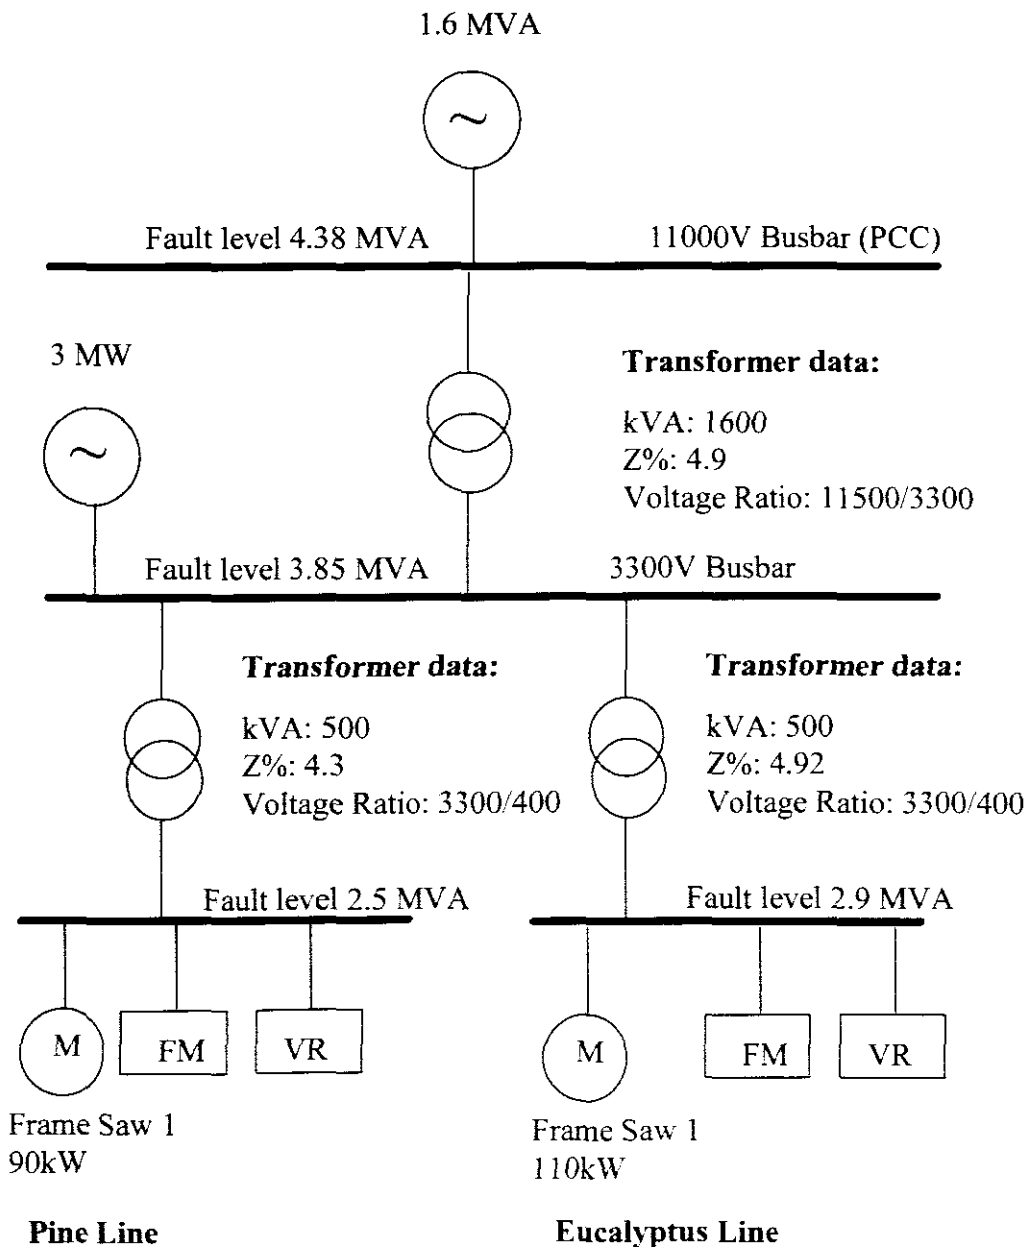 1.6 MVA
~
Fault level 4.38 MVA
11000V Busbar (PCC)
3 MW
~
Transformer data:
kVA: 1600
Z%: 4.9
Voltage Ratio: 11500/3300
Fault level 3.85 MVA
3300V Busbar
Transformer data:
kVA: 500
Z%: 4.3
Voltage Ratio: 3300/400
Transformer data:
kVA: 500
Z%: 4.92
Voltage Ratio: 3300/400
Fault level 2.5 MVA
Fault level 2.9 MVA
M
FM
VR
M
FM
VR
Frame Saw 1
90kW
Frame Saw 1
110kW
Pine Line
Eucalyptus Line